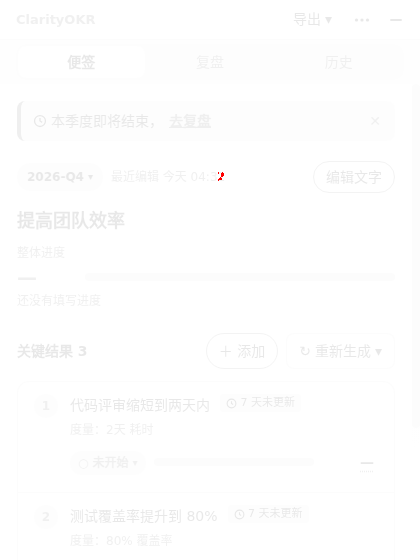 ClarityOKR 导出 ▾ ••• —
便签 复盘 历史
本季度即将结束， 去复盘 ×
2026-Q4 ▾ 最近编辑 今天 04: 编辑文字
提高团队效率
整体进度
—
还没有填写进度
关键结果 3 ＋ 添加 ↻ 重新生成 ▾
1 代码评审缩短到两天内 7 天未更新
度量：2天 耗时
未开始 ▾ —
2 测试覆盖率提升到 80% 7 天未更新
度量：80% 覆盖率